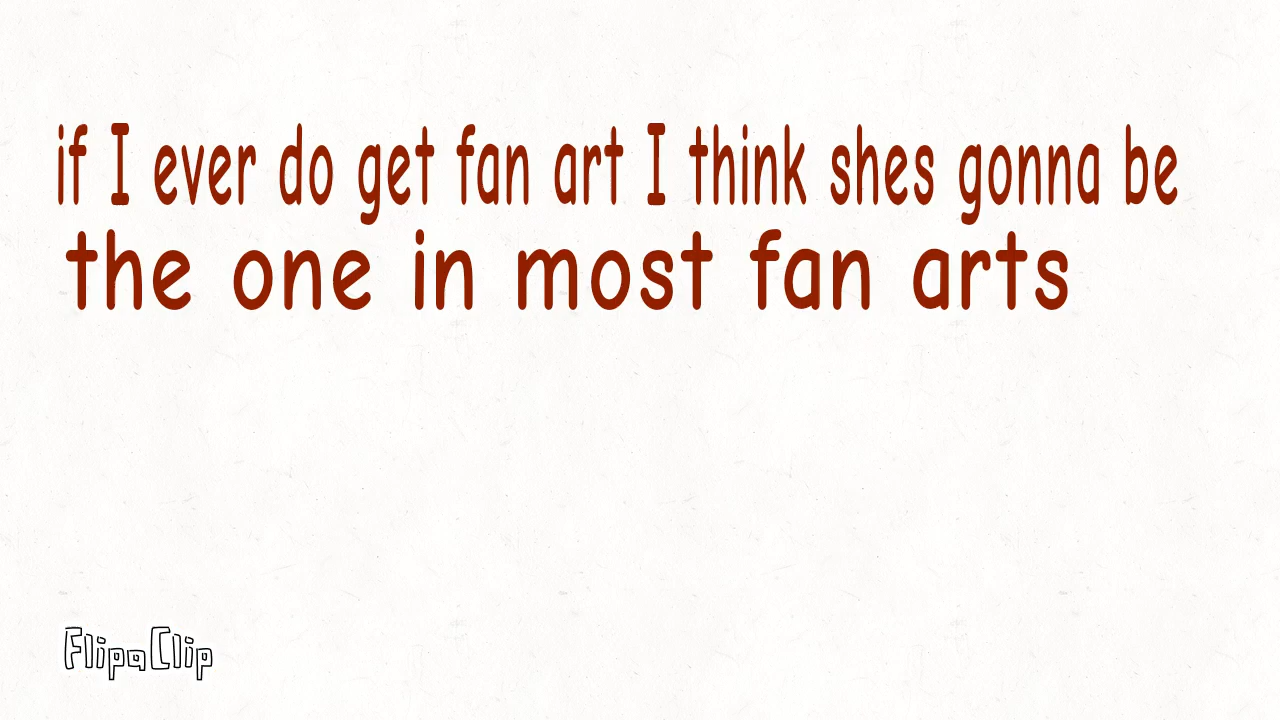 if I ever do get fan art I think shes gonna be
the one in most fan arts
FlipaClip